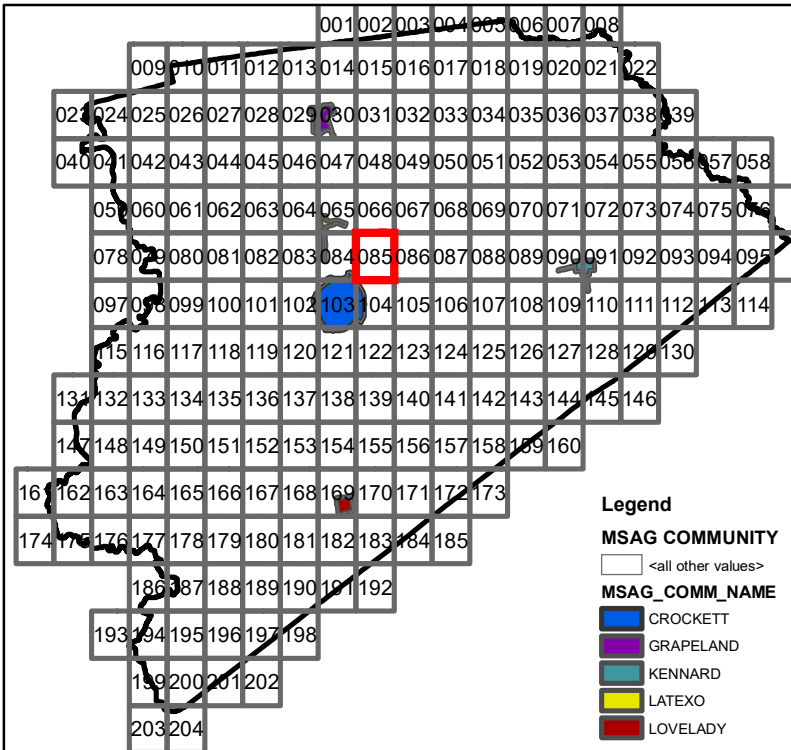 001 002 003 004 005 006 007 008
009 010 011 012 013 014 015 016 017 018 019 020 021 022
023 024 025 026 027 028 029 030 031 032 033 034 035 036 037 038 039
040 041 042 043 044 045 046 047 048 049 050 051 052 053 054 055 056 057 058
059 060 061 062 063 064 065 066 067 068 069 070 071 072 073 074 075 076
078 079 080 081 082 083 084 085 086 087 088 089 090 091 092 093 094 095
097 098 099 100 101 102 103 104 105 106 107 108 109 110 111 112 113 114
115 116 117 118 119 120 121 122 123 124 125 126 127 128 129 130
131 132 133 134 135 136 137 138 139 140 141 142 143 144 145 146
147 148 149 150 151 152 153 154 155 156 157 158 159 160
161 162 163 164 165 166 167 168 169 170 171 172 173
174 175 176 177 178 179 180 181 182 183 184 185
186 187 188 189 190 191 192
193 194 195 196 197 198
199 200 201 202
203 204
Legend
MSAG COMMUNITY
<all other values>
MSAG_COMM_NAME
CROCKETT
GRAPELAND
KENNARD
LATEXO
LOVELADY